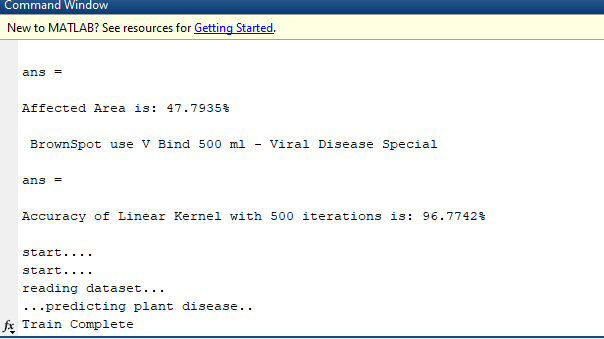 Command Window
New to MATLAB? See resources for Getting Started.
ans =
Affected Area is: 47.7935%
BrownSpot use V Bind 500 ml - Viral Disease Special
ans =
Accuracy of Linear Kernel with 500 iterations is: 96.7742%
start....
start....
reading dataset...
...predicting plant disease..
fx Train Complete